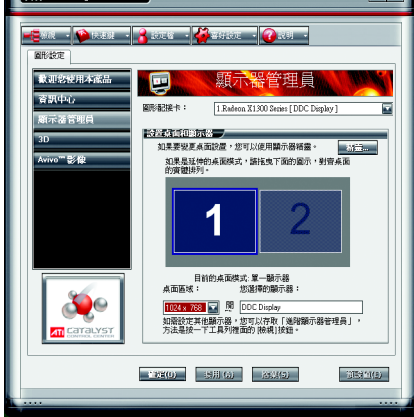 檢視
快速鍵
設定檔
喜好設定
說明
圖形設定
歡迎您使用本產品
資訊中心
顯示器管理員
3D
Avivo™ 影像
ATI CATALYST
CONTROL CENTER
顯示器管理員
圖形配接卡：
1.Radeon X1300 Series [ DDC Display ]
設置桌面和顯示器
如果要變更桌面設置，您可以使用顯示器精靈。
精靈...
如果是延伸的桌面模式，請拖曳下面的圖示，對齊桌面
的實體排列。
1
2
目前的桌面模式: 單一顯示器
桌面區域：
您選擇的顯示器：
1024 x 768
DDC Display
如需設定其他顯示器，您可以存取「進階顯示器管理員」，
方法是按一下工具列裡面的 [檢視]按鈕。
確定(O)
套用(A)